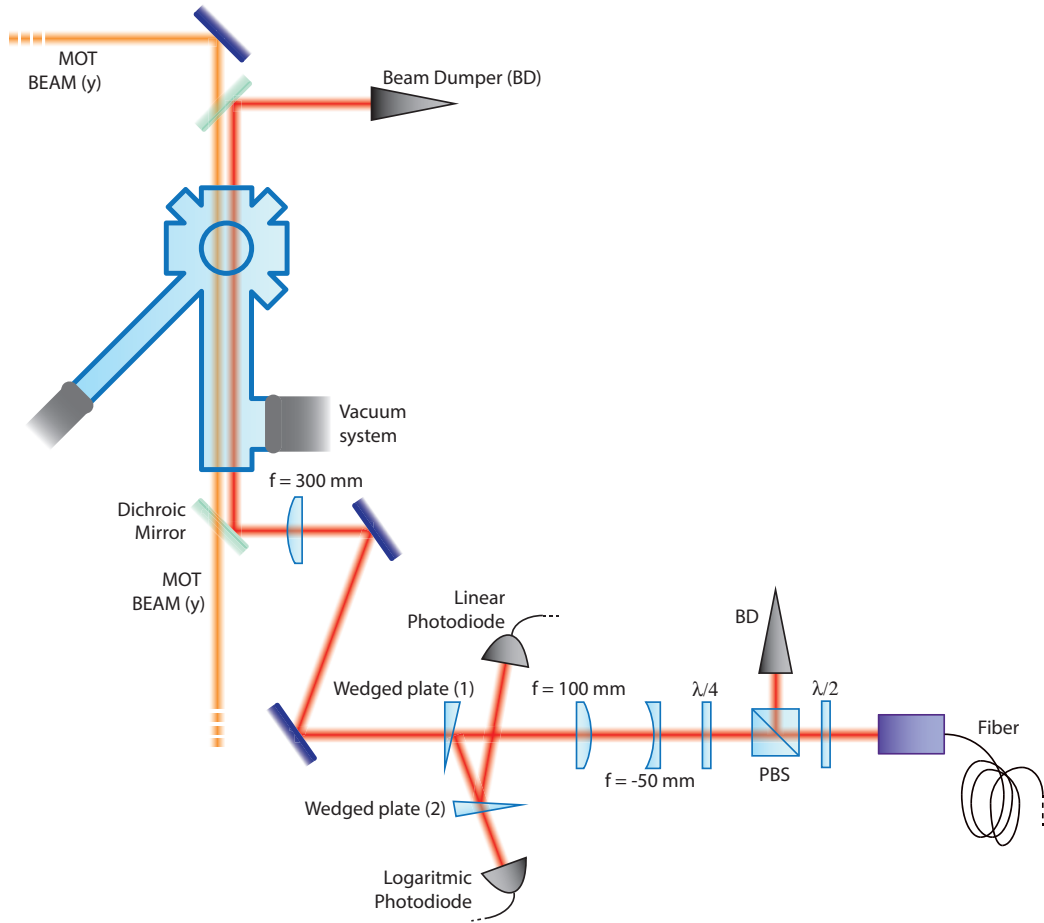 MOT
BEAM (y)
Beam Dumper (BD)
Vacuum
system
f = 300 mm
Dichroic
Mirror
MOT
BEAM (y)
Linear
Photodiode
BD
Wedged plate (1)
f = 100 mm
λ/4
λ/2
Fiber
f = -50 mm
PBS
Wedged plate (2)
Logaritmic
Photodiode